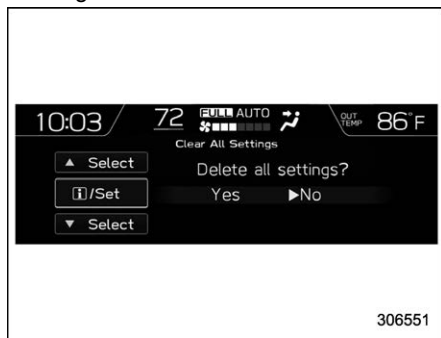 10:03 72 FULL AUTO OUT TEMP 86°F
Clear All Settings
▲ Select
Delete all settings?
i/Set
Yes ▶No
▼ Select
306551